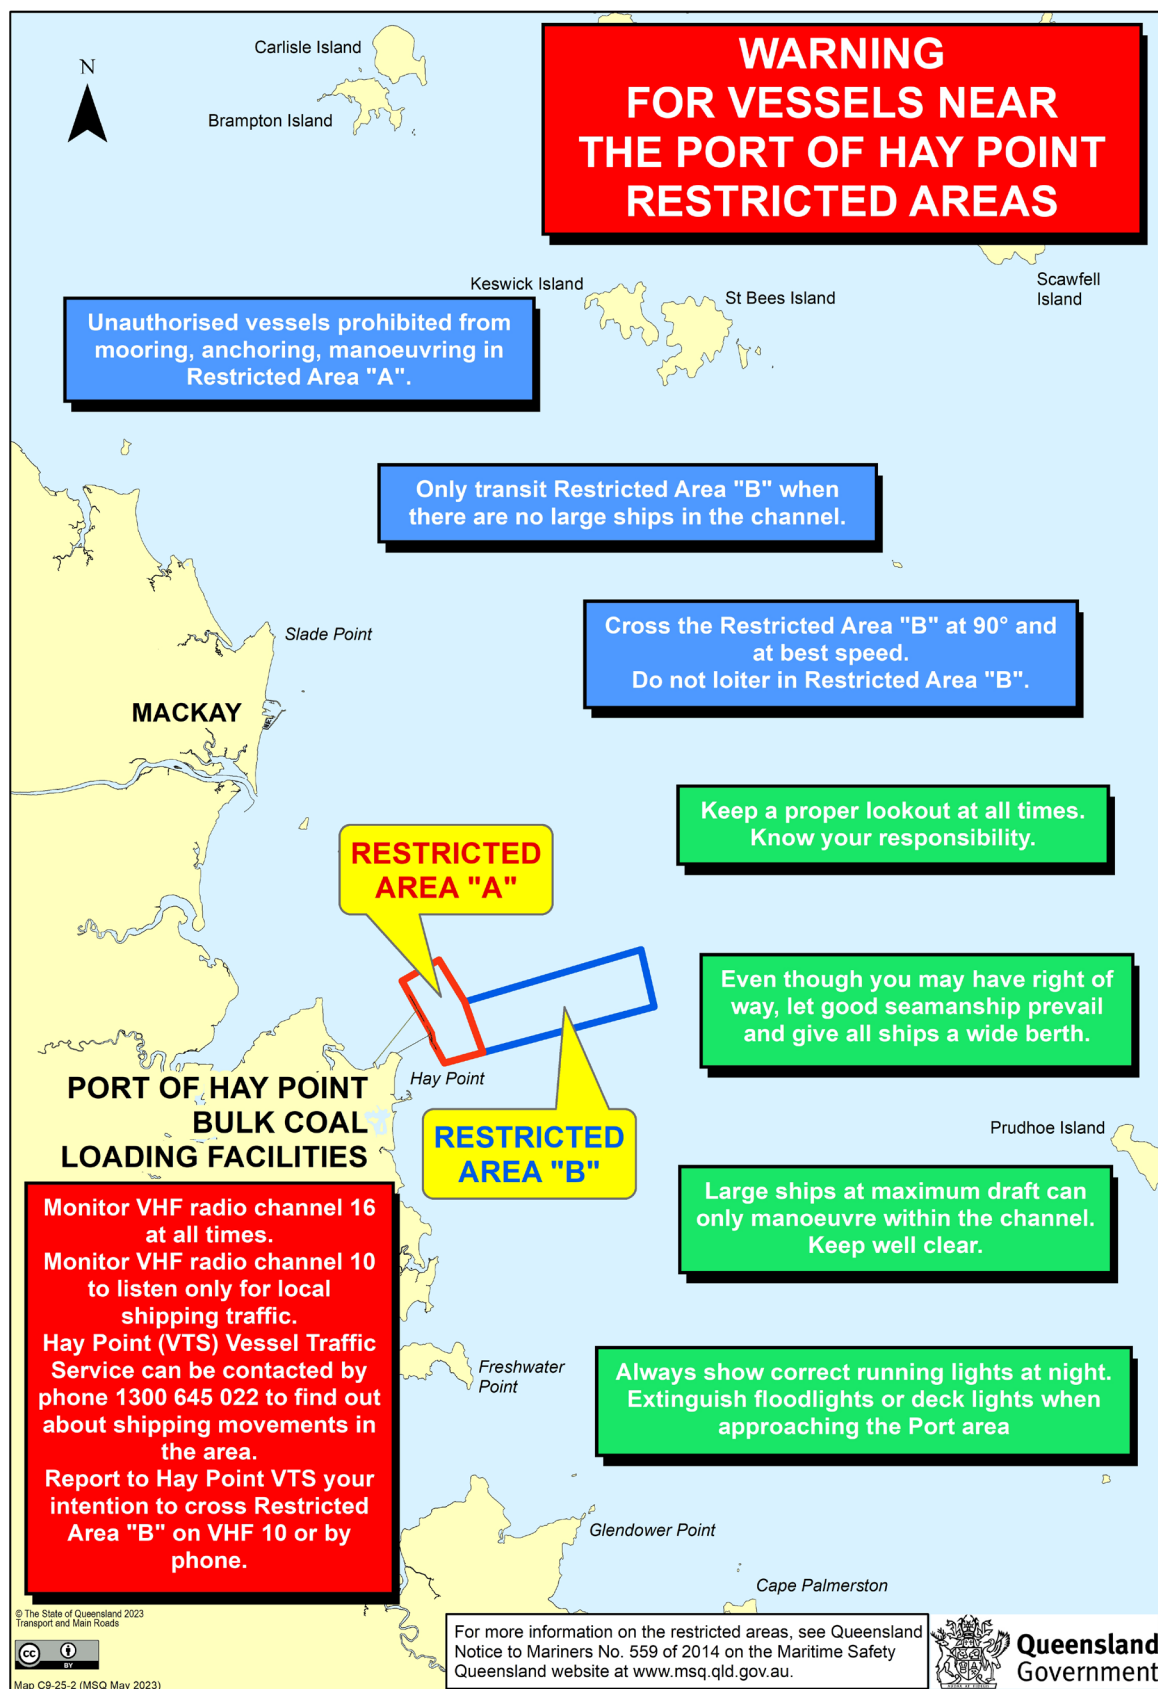 Carlisle Island
N
Brampton Island
WARNING
FOR VESSELS NEAR
THE PORT OF HAY POINT
RESTRICTED AREAS
Keswick Island
St Bees Island
Scawfell
Island
Unauthorised vessels prohibited from
mooring, anchoring, manoeuvring in
Restricted Area "A".
Only transit Restricted Area "B" when
there are no large ships in the channel.
Slade Point
MACKAY
Cross the Restricted Area "B" at 90° and
at best speed.
Do not loiter in Restricted Area "B".
Keep a proper lookout at all times.
Know your responsibility.
RESTRICTED
AREA "A"
Even though you may have right of
way, let good seamanship prevail
and give all ships a wide berth.
Hay Point
PORT OF HAY POINT
BULK COAL
LOADING FACILITIES
RESTRICTED
AREA "B"
Prudhoe Island
Large ships at maximum draft can
only manoeuvre within the channel.
Keep well clear.
Monitor VHF radio channel 16
at all times.
Monitor VHF radio channel 10
to listen only for local
shipping traffic.
Hay Point (VTS) Vessel Traffic
Service can be contacted by
phone 1300 645 022 to find out
about shipping movements in
the area.
Report to Hay Point VTS your
intention to cross Restricted
Area "B" on VHF 10 or by
phone.
Freshwater
Point
Always show correct running lights at night.
Extinguish floodlights or deck lights when
approaching the Port area
Glendower Point
Cape Palmerston
© The State of Queensland 2023
Transport and Main Roads
cc
BY
Map C9-25-2 (MSQ May 2023)
For more information on the restricted areas, see Queensland
Notice to Mariners No. 559 of 2014 on the Maritime Safety
Queensland website at www.msq.qld.gov.au.
Queensland
Government